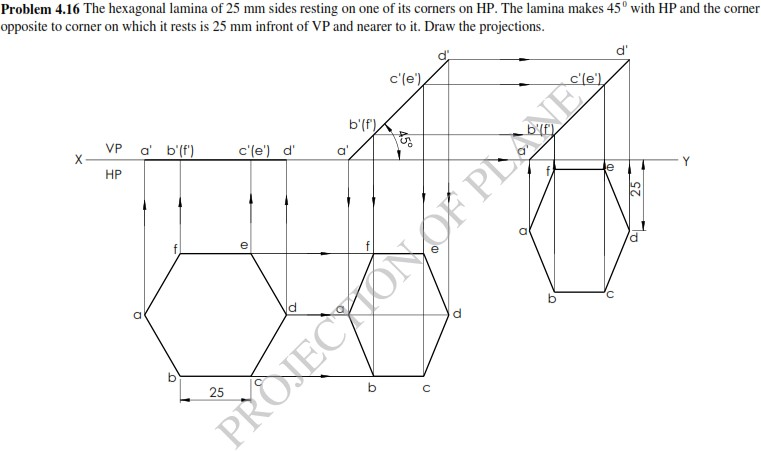 Problem 4.16 The hexagonal lamina of 25 mm sides resting on one of its corners on HP. The lamina makes 45⁰ with HP and the corner
opposite to corner on which it rests is 25 mm infront of VP and nearer to it. Draw the projections.
d' d'
c'(e') c'(e')
b'(f') 45° b'(f')
X VP a' b'(f') c'(e') d' a' a' Y
HP
f e 25
a d
b c
f e f e
a d a d
b c b c
25
PROJECTION OF PLANE